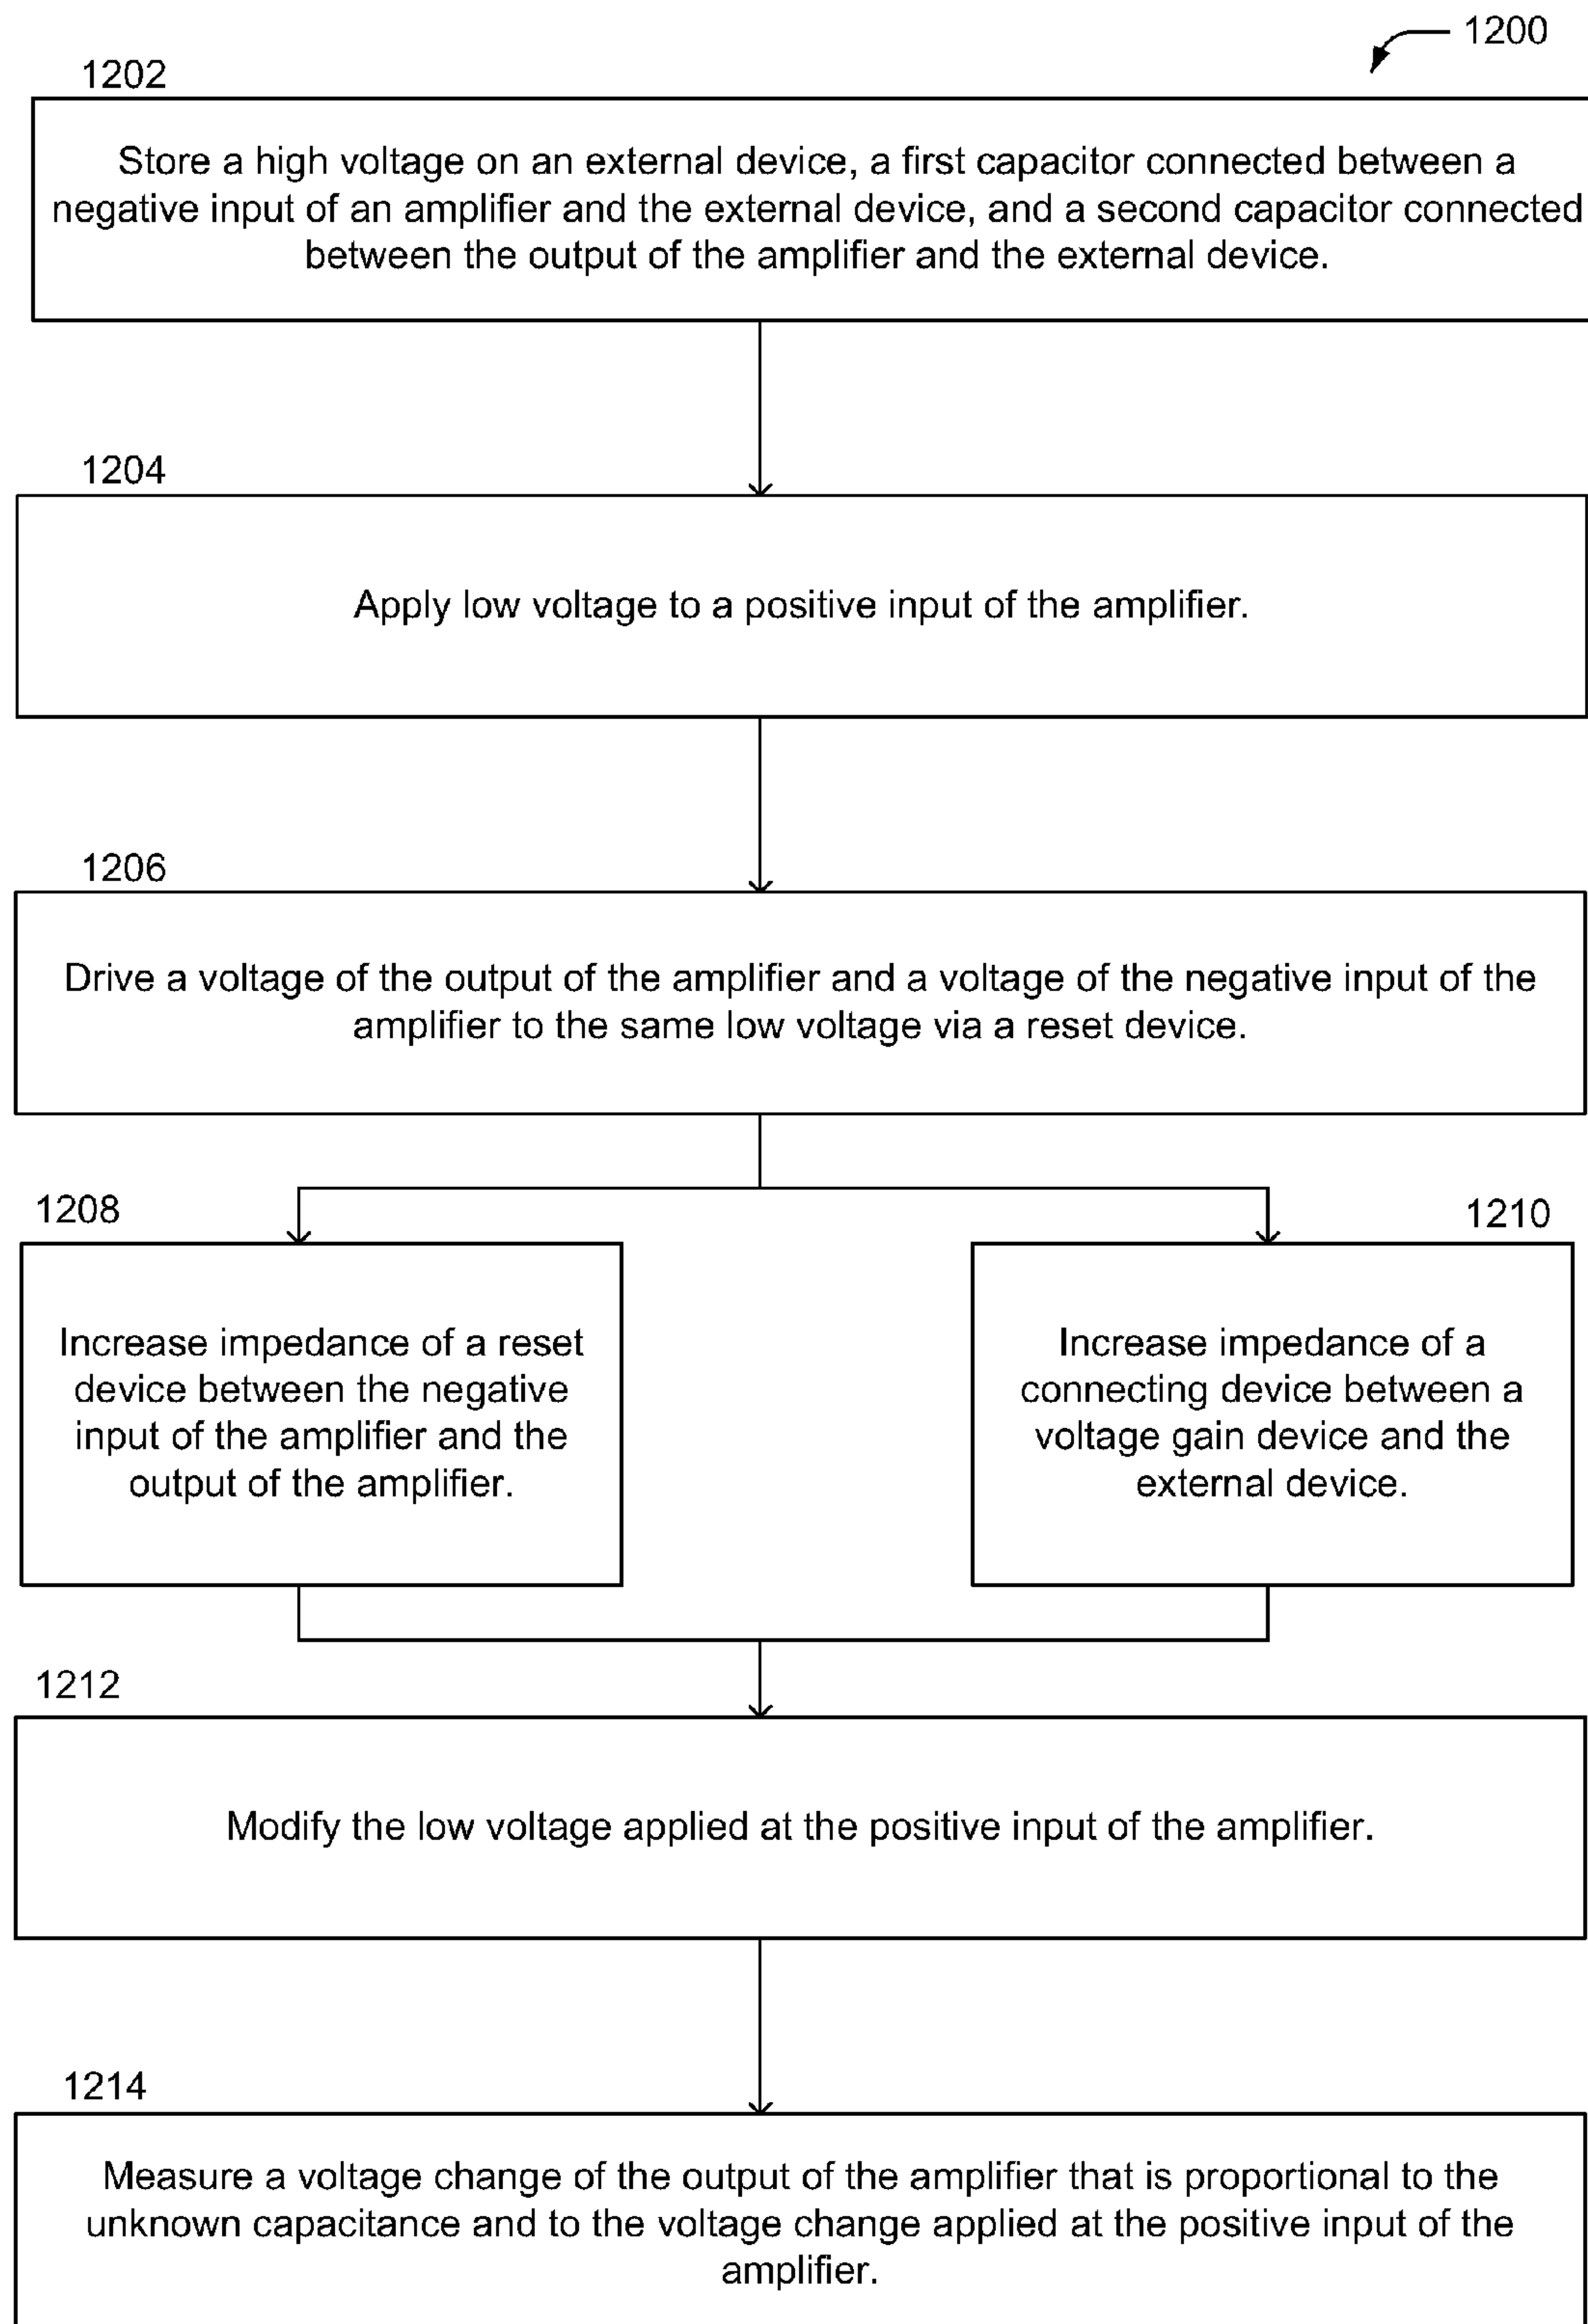 1200
1202
Store a high voltage on an external device, a first capacitor connected between a
negative input of an amplifier and the external device, and a second capacitor connected
between the output of the amplifier and the external device.
1204
Apply low voltage to a positive input of the amplifier.
1206
Drive a voltage of the output of the amplifier and a voltage of the negative input of the
amplifier to the same low voltage via a reset device.
1208
Increase impedance of a reset
device between the negative
input of the amplifier and the
output of the amplifier.
1210
Increase impedance of a
connecting device between a
voltage gain device and the
external device.
1212
Modify the low voltage applied at the positive input of the amplifier.
1214
Measure a voltage change of the output of the amplifier that is proportional to the
unknown capacitance and to the voltage change applied at the positive input of the
amplifier.